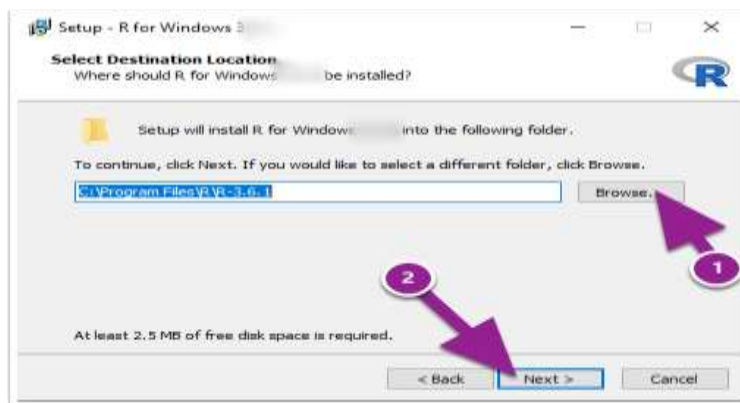 Setup - R for Windows 3
Select Destination Location
Where should R for Windows be installed?
R
Setup will install R for Windows into the following folder.
To continue, click Next. If you would like to select a different folder, click Browse.
C:\Program Files\R\R-3.6.1
Browse...
1
2
At least 2.5 MB of free disk space is required.
< Back
Next >
Cancel